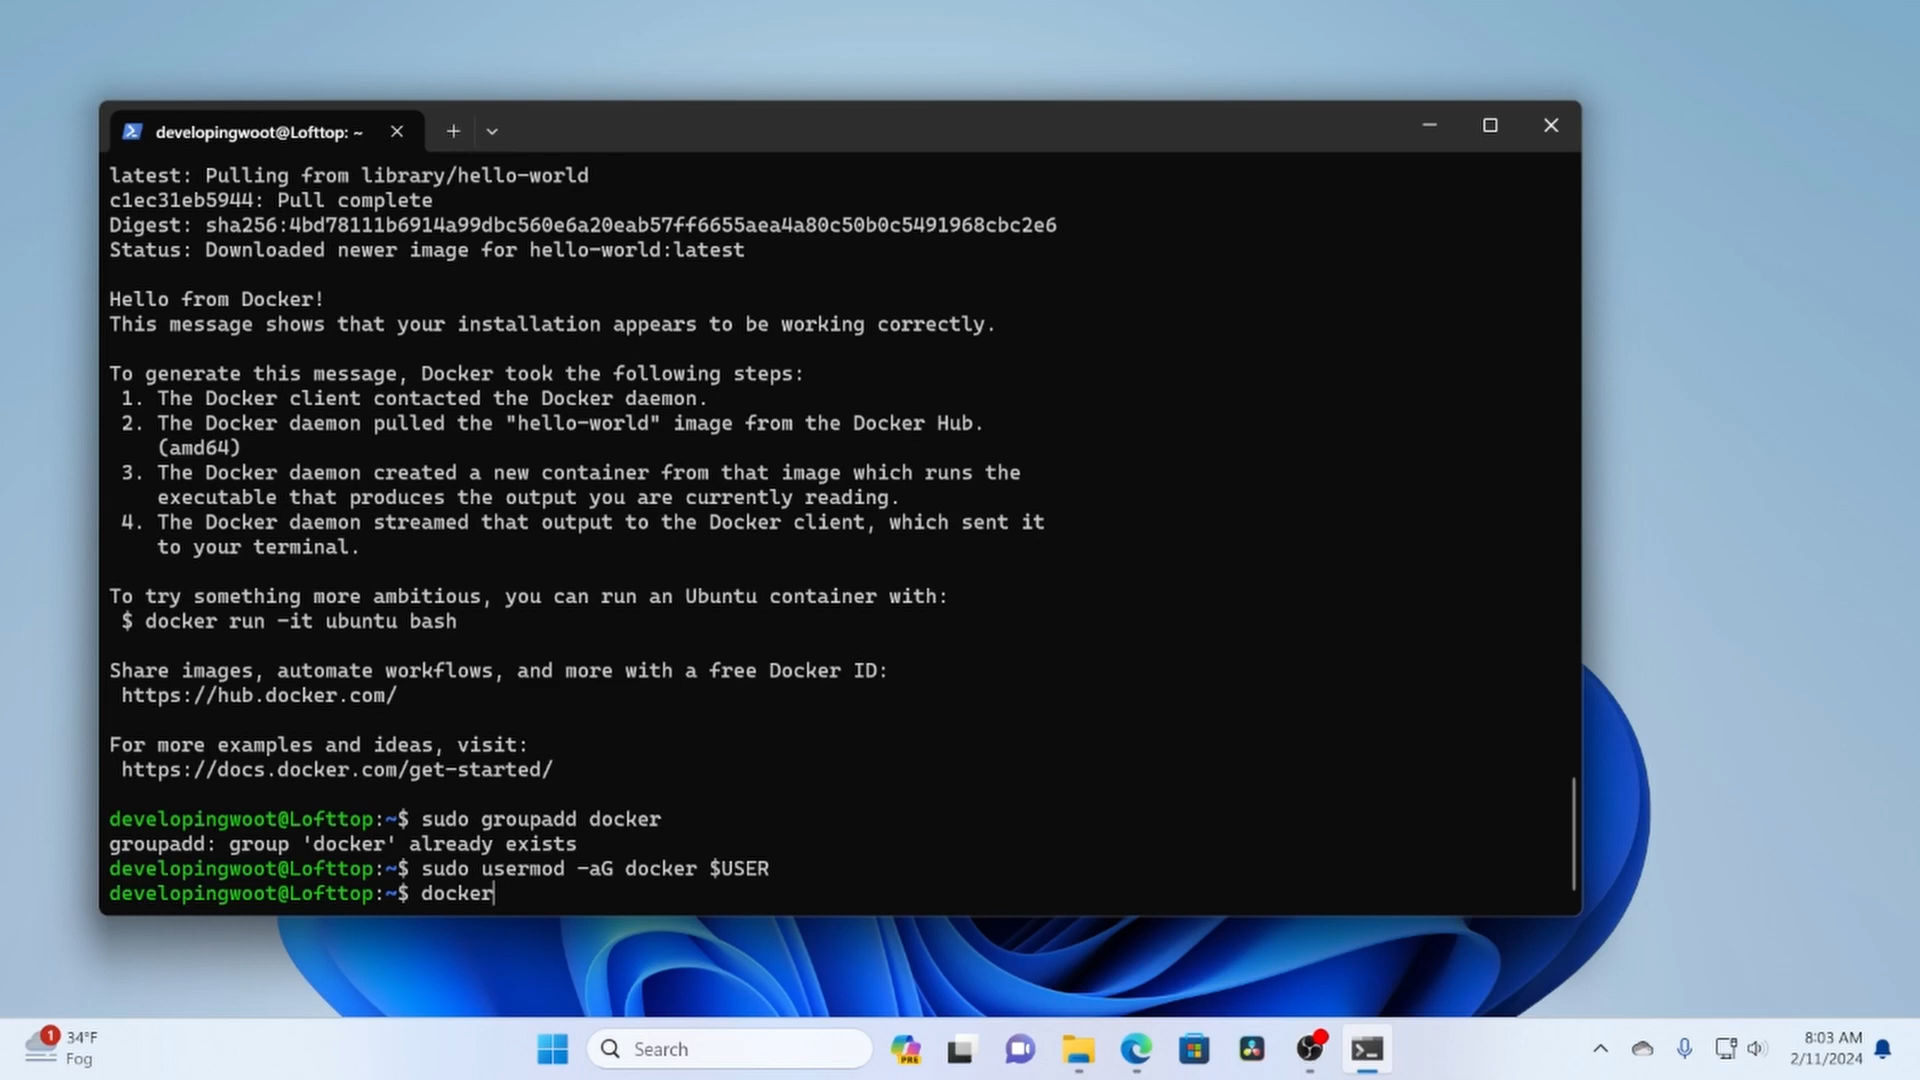 developingwoot@Lofttop: ~
latest: Pulling from library/hello-world
c1ec31eb5944: Pull complete
Digest: sha256:4bd78111b6914a99dbc560e6a20eab57ff6655aea4a80c50b0c5491968cbc2e6
Status: Downloaded newer image for hello-world:latest
Hello from Docker!
This message shows that your installation appears to be working correctly.
To generate this message, Docker took the following steps:
1. The Docker client contacted the Docker daemon.
2. The Docker daemon pulled the "hello-world" image from the Docker Hub.
(amd64)
3. The Docker daemon created a new container from that image which runs the
executable that produces the output you are currently reading.
4. The Docker daemon streamed that output to the Docker client, which sent it
to your terminal.
To try something more ambitious, you can run an Ubuntu container with:
$ docker run -it ubuntu bash
Share images, automate workflows, and more with a free Docker ID:
https://hub.docker.com/
For more examples and ideas, visit:
https://docs.docker.com/get-started/
developingwoot@Lofttop:~$ sudo groupadd docker
groupadd: group 'docker' already exists
developingwoot@Lofttop:~$ sudo usermod -aG docker $USER
developingwoot@Lofttop:~$ docker
1
34°F
Fog
Search
PRE
8:03 AM
2/11/2024